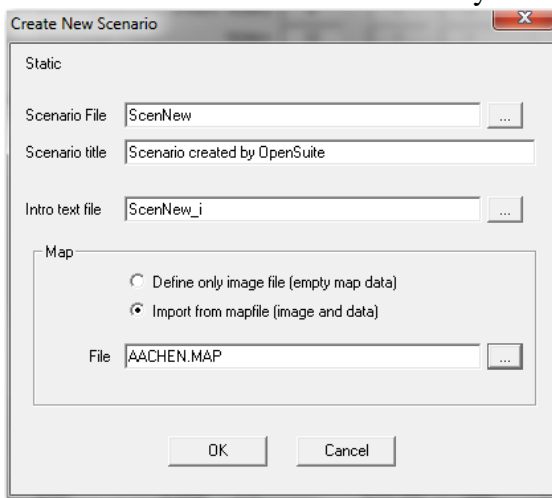 Create New Scenario
Static
Scenario File ScenNew ...
Scenario title Scenario created by OpenSuite
Intro text file ScenNew_i ...
Map
Define only image file (empty map data)
Import from mapfile (image and data)
File AACHEN.MAP ...
OK Cancel